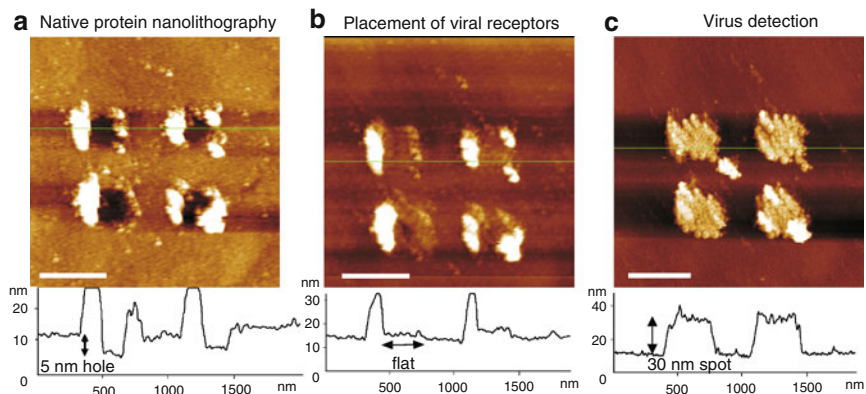 a Native protein nanolithography
b Placement of viral receptors
c Virus detection
nm
20
10
0
5 nm hole
500 1000 1500 nm
nm
30
20
10
0
flat
500 1000 1500 nm
nm
40
20
0
30 nm spot
500 1000 1500